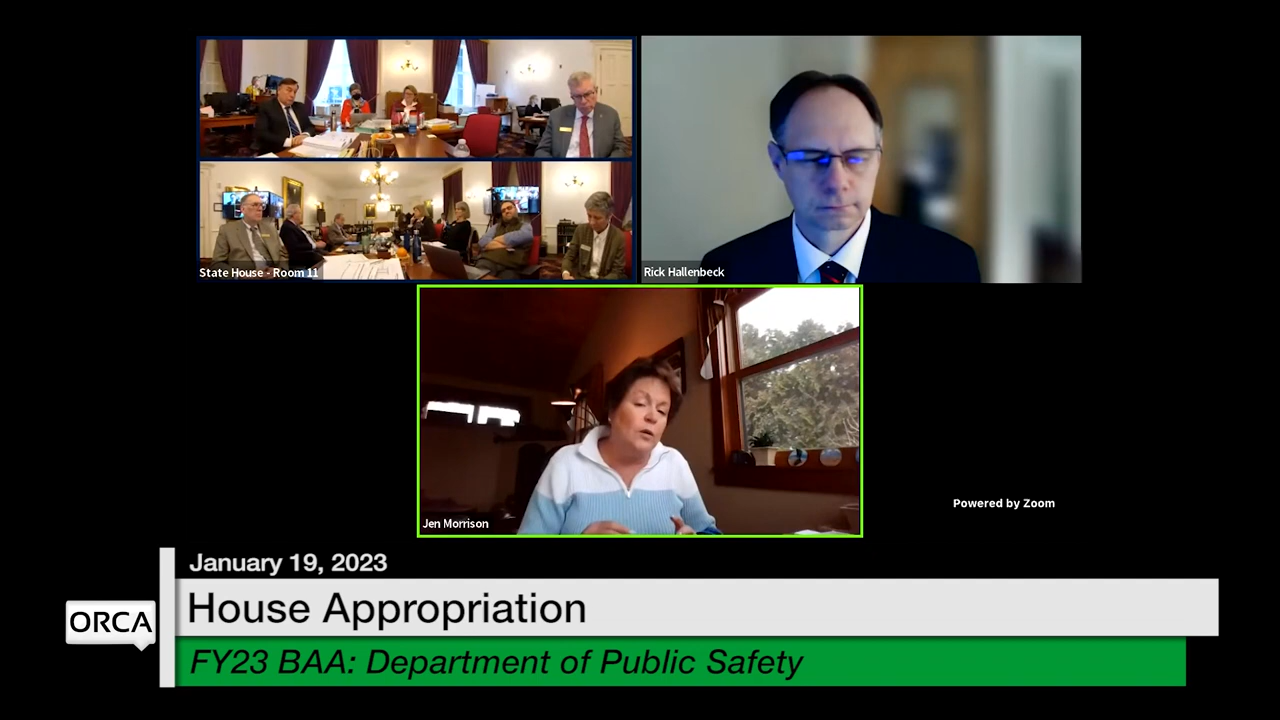 State House - Room 11
Rick Hallenbeck
Jen Morrison
Powered by Zoom
January 19, 2023
House Appropriation
ORCA
FY23 BAA: Department of Public Safety